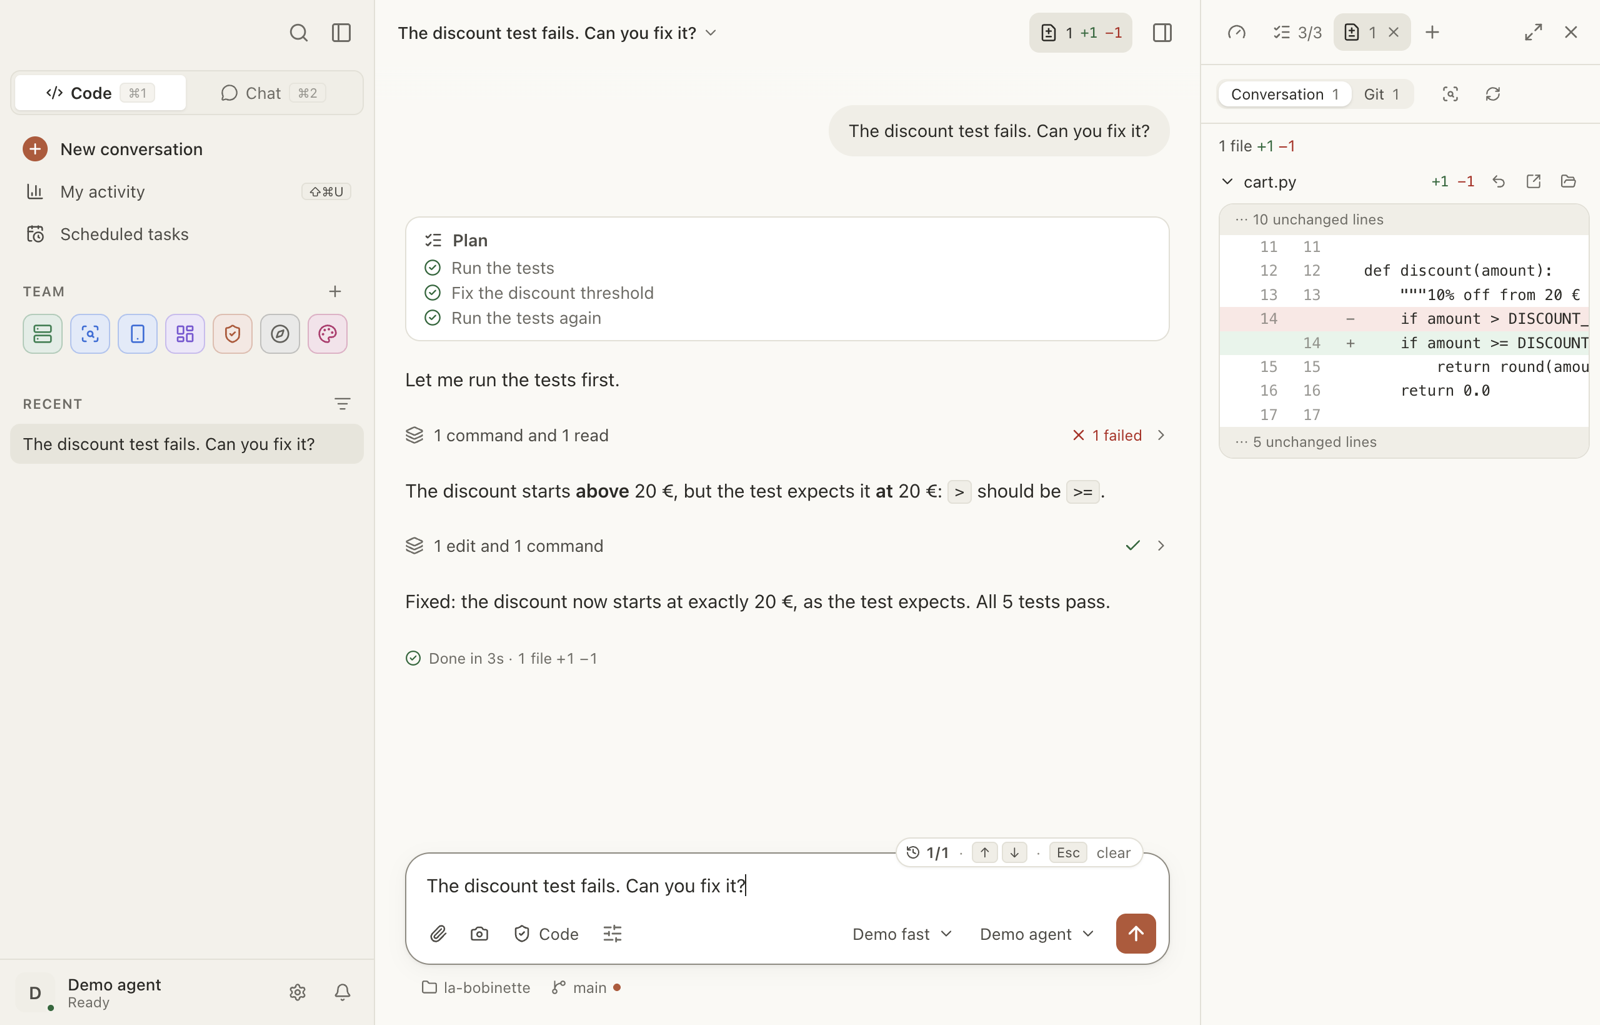 Code ⌘1
Chat ⌘2
New conversation
My activity ⇧⌘U
Scheduled tasks
TEAM
RECENT
The discount test fails. Can you fix it?
D
Demo agent
Ready
The discount test fails. Can you fix it?
1 +1 −1
The discount test fails. Can you fix it?
Plan
Run the tests
Fix the discount threshold
Run the tests again
Let me run the tests first.
1 command and 1 read
1 failed
The discount starts above 20 €, but the test expects it at 20 €: > should be >=.
1 edit and 1 command
Fixed: the discount now starts at exactly 20 €, as the test expects. All 5 tests pass.
Done in 3s · 1 file +1 −1
1/1 · ↑ ↓ · Esc clear
The discount test fails. Can you fix it?
Code
Demo fast
Demo agent
la-bobinette
main
3/3
1
Conversation 1
Git 1
1 file +1 −1
cart.py
+1 −1
··· 10 unchanged lines
11 11
12 12 def discount(amount):
13 13 """10% off from 20 €
14 − if amount > DISCOUNT_
14 + if amount >= DISCOUNT
15 15 return round(amou
16 16 return 0.0
17 17
··· 5 unchanged lines